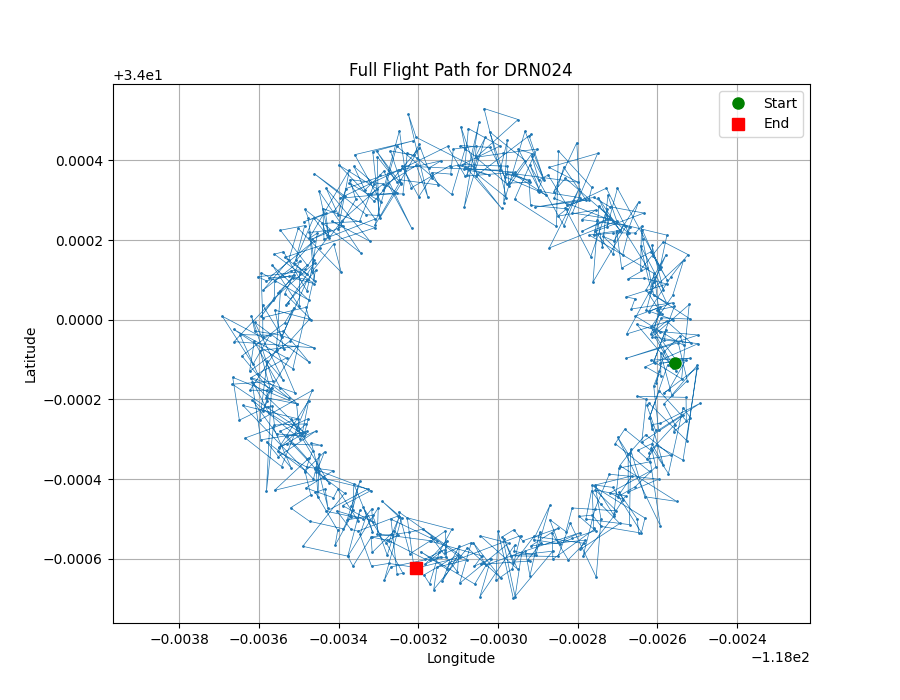 Full Flight Path for DRN024
+3.4e1
Start
End
0.0004
0.0002
0.0000
−0.0002
−0.0004
−0.0006
Latitude
−0.0038 −0.0036 −0.0034 −0.0032 −0.0030 −0.0028 −0.0026 −0.0024
Longitude
−1.18e2